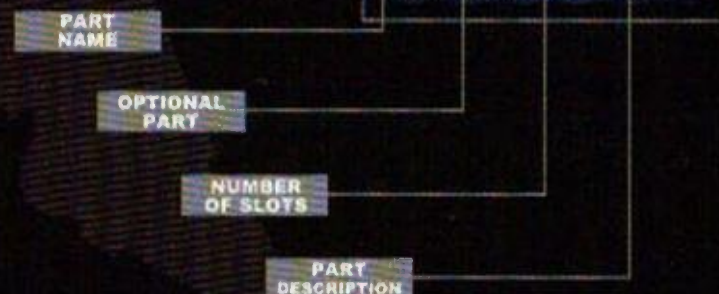 PART
NAME
OPTIONAL
PART
NUMBER
OF SLOTS
PART
DESCRIPTION